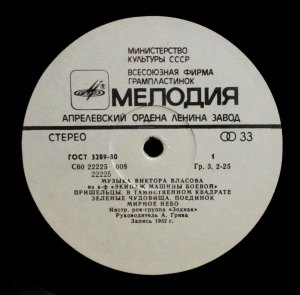 МИНИСТЕРСТВО
КУЛЬТУРЫ СССР
ВСЕСОЮЗНАЯ ФИРМА
ГРАМПЛАСТИНОК
МЕЛОДИЯ
АПРЕЛЕВСКИЙ ОРДЕНА ЛЕНИНА ЗАВОД
СТЕРЕО 33
ГОСТ 5289-80 1
С60 22225 008 Гр. 3. 2-25
22225
МУЗЫКА ВИКТОРА ВЛАСОВА
из к-ф «ЭКИПАЖ МАШИНЫ БОЕВОЙ»
ПРИШЕЛЬЦЫ. В ТАИНСТВЕННОМ КВАДРАТЕ
ЗЕЛЕНЫЕ ЧУДОВИЩА. ПОЕДИНОК
МИРНОЕ НЕБО
Инстр. рок-группа «Зодиак»
Руководитель А. Грива
Запись 1982 г.